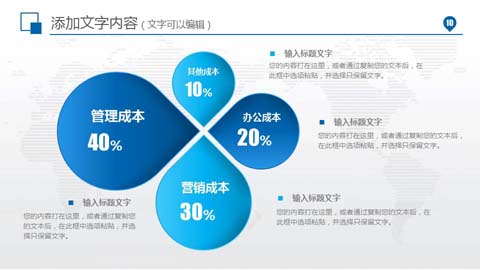 添加文字内容（文字可以编辑）
10
其他成本
10%
管理成本
40%
办公成本
20%
营销成本
30%
输入标题文字
您的内容打在这里，或者通过复制您的文本后，在
此框中选项粘贴，并选择只保留文字。
输入标题文字
您的内容打在这里，或者通过复制您的文本后，
在此框中选项粘贴，并选择只保留文字。
输入标题文字
您的内容打在这里，或者通过复制您的文本后，在
此框中选项粘贴，并选择只保留文字。
输入标题文字
您的内容打在这里，或者通过复制您
的文本后，在此框中选项粘贴，并选
择只保留文字。